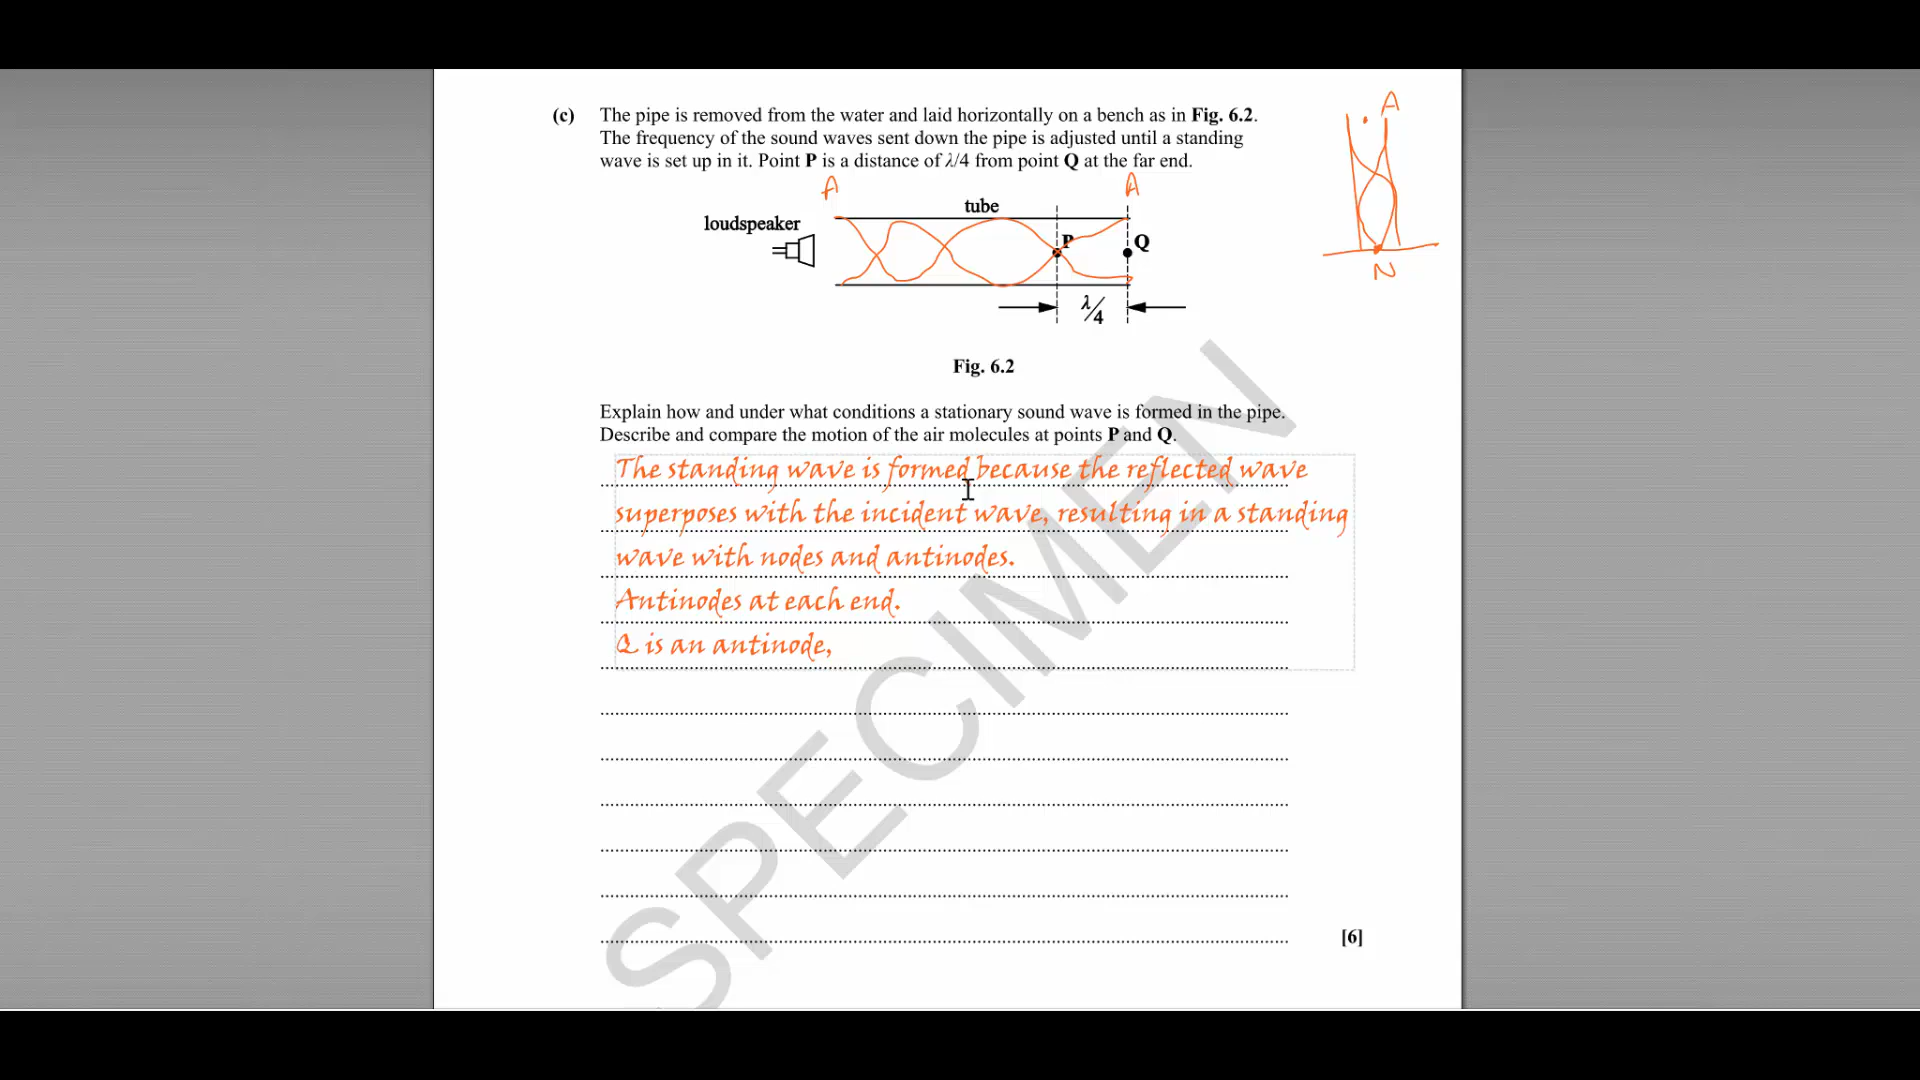 (c) The pipe is removed from the water and laid horizontally on a bench as in Fig. 6.2.
The frequency of the sound waves sent down the pipe is adjusted until a standing
wave is set up in it. Point P is a distance of λ/4 from point Q at the far end.
A
A
A
tube
loudspeaker
P
Q
N
λ/4
Fig. 6.2
Explain how and under what conditions a stationary sound wave is formed in the pipe.
Describe and compare the motion of the air molecules at points P and Q.
The standing wave is formed because the reflected wave
superposes with the incident wave, resulting in a standing
wave with nodes and antinodes.
Antinodes at each end.
Q is an antinode,
[6]
SPECIMEN